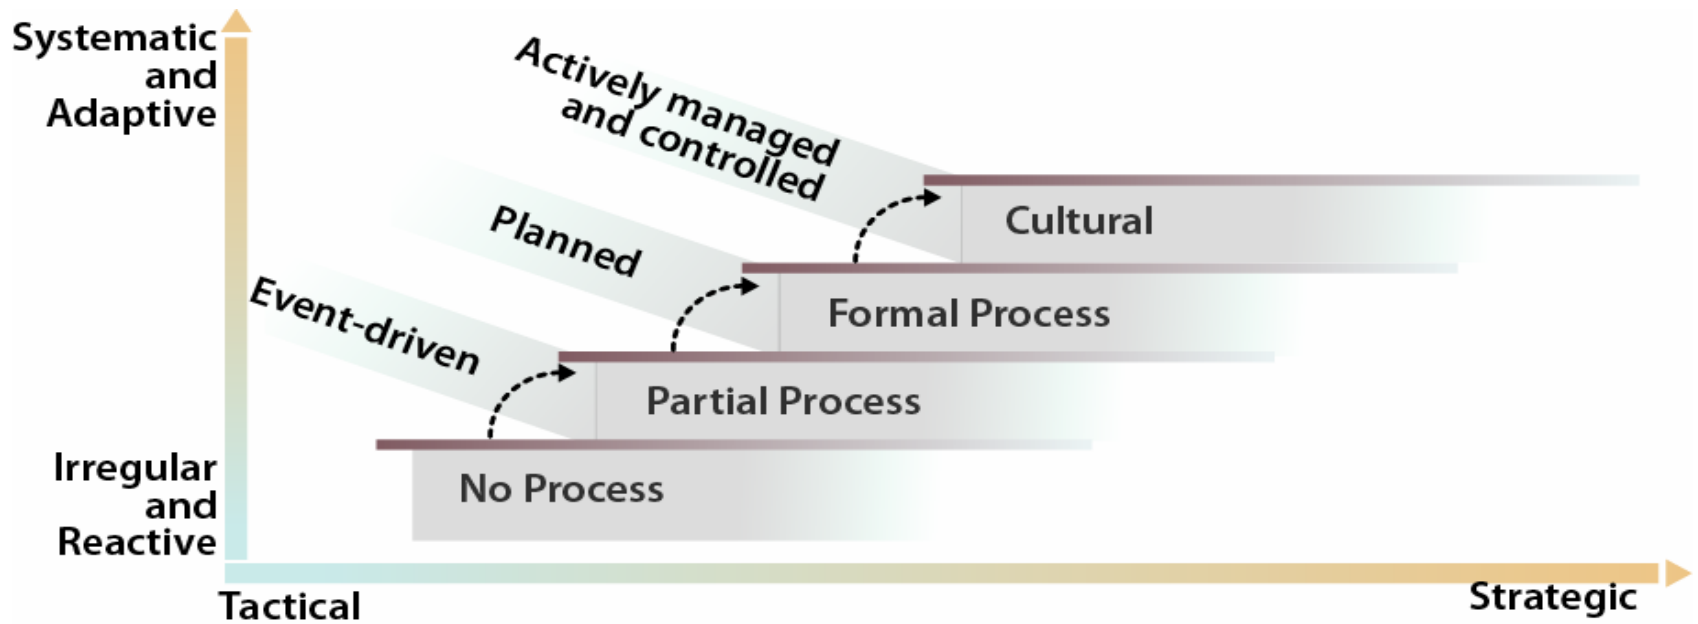 Systematic
and
Adaptive
Actively managed
and controlled
Cultural
Planned
Formal Process
Event-driven
Partial Process
Irregular
and
Reactive
No Process
Tactical
Strategic